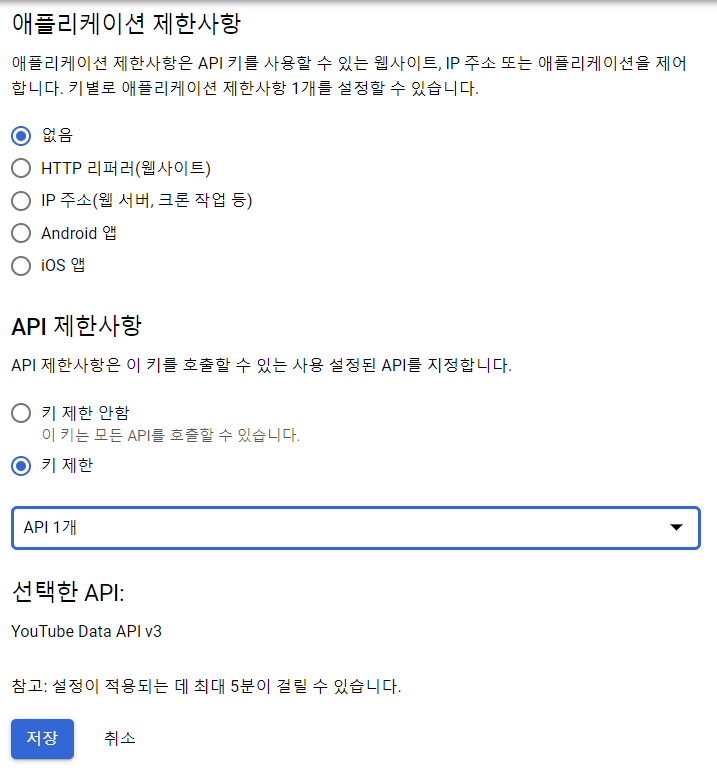 애플리케이션 제한사항
애플리케이션 제한사항은 API 키를 사용할 수 있는 웹사이트, IP 주소 또는 애플리케이션을 제어
합니다. 키별로 애플리케이션 제한사항 1개를 설정할 수 있습니다.
없음
HTTP 리퍼러(웹사이트)
IP 주소(웹 서버, 크론 작업 등)
Android 앱
iOS 앱
API 제한사항
API 제한사항은 이 키를 호출할 수 있는 사용 설정된 API를 지정합니다.
키 제한 안함
이 키는 모든 API를 호출할 수 있습니다.
키 제한
API 1개
선택한 API:
YouTube Data API v3
참고: 설정이 적용되는 데 최대 5분이 걸릴 수 있습니다.
저장 취소